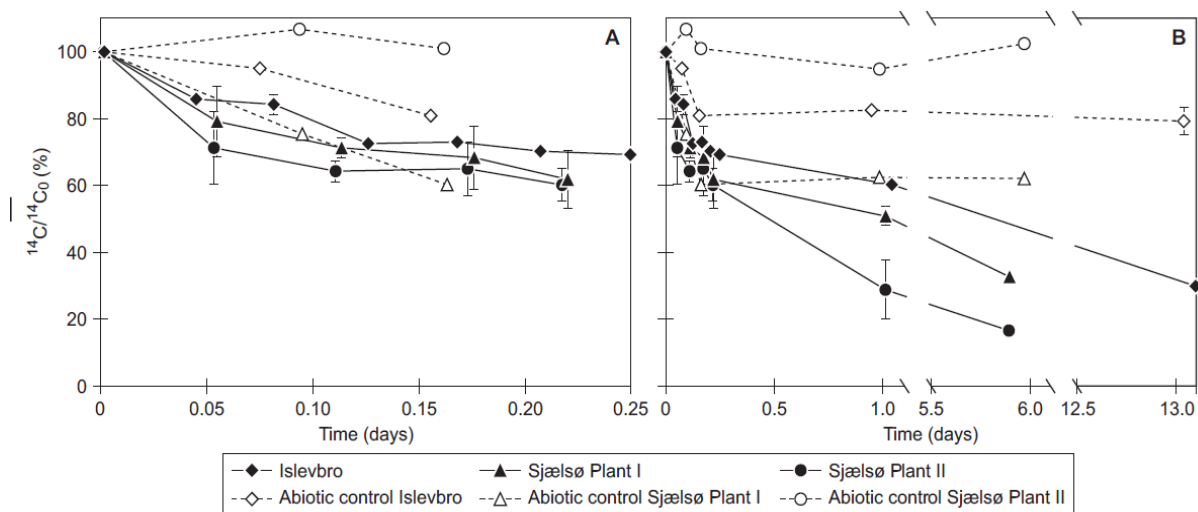 A
B
¹⁴C/¹⁴C₀ (%)
100
80
60
40
20
0
0 0.05 0.10 0.15 0.20 0.25
0 0.5 1.0 5.5 6.0 12.5 13.0
Time (days) Time (days)
Islevbro Sjælsø Plant I Sjælsø Plant II
Abiotic control Islevbro Abiotic control Sjælsø Plant I Abiotic control Sjælsø Plant II